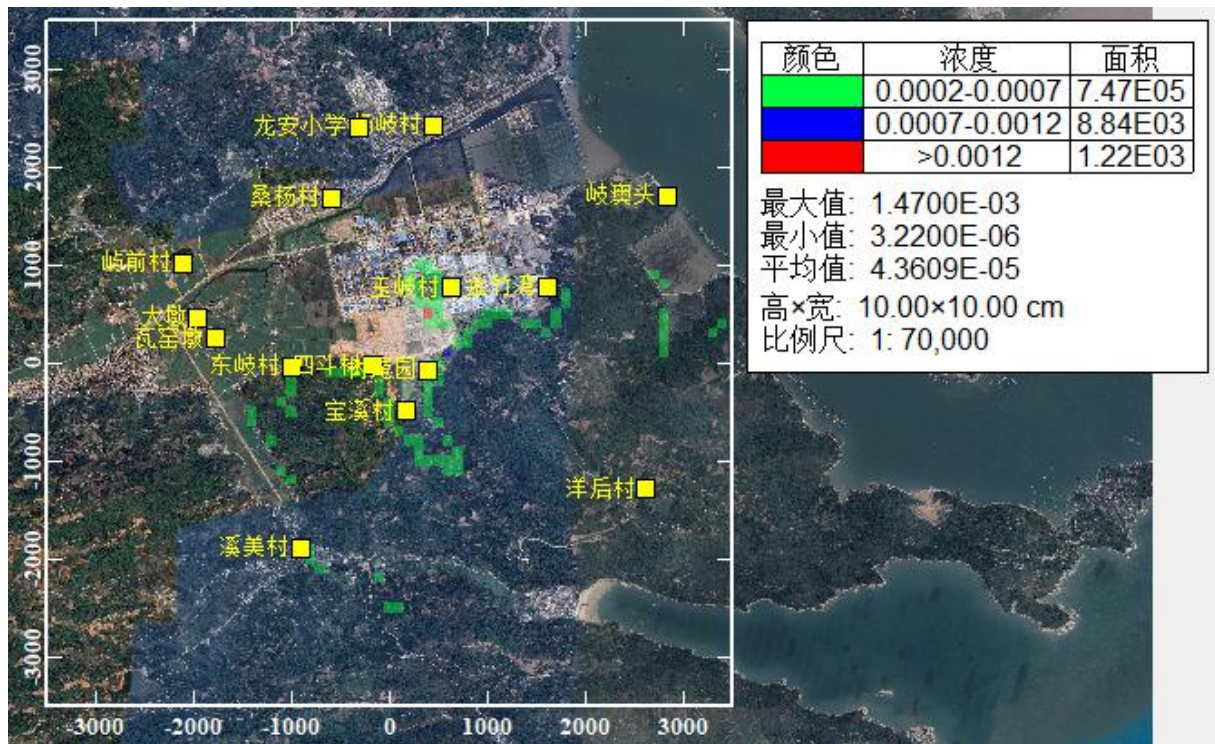 颜色 浓度 面积
0.0002-0.0007 7.47E05
0.0007-0.0012 8.84E03
>0.0012 1.22E03
最大值: 1.4700E-03
最小值: 3.2200E-06
平均值: 4.3609E-05
高×宽: 10.00×10.00 cm
比例尺: 1: 70,000
3000
2000
1000
0
-1000
-2000
-3000
龙安小学
岐村
桑杨村
岐澳头
屿前村
玉岐村
大墩
瓦窑墩
东岐村
四斗
宝溪村
洋后村
溪美村
-3000 -2000 -1000 0 1000 2000 3000